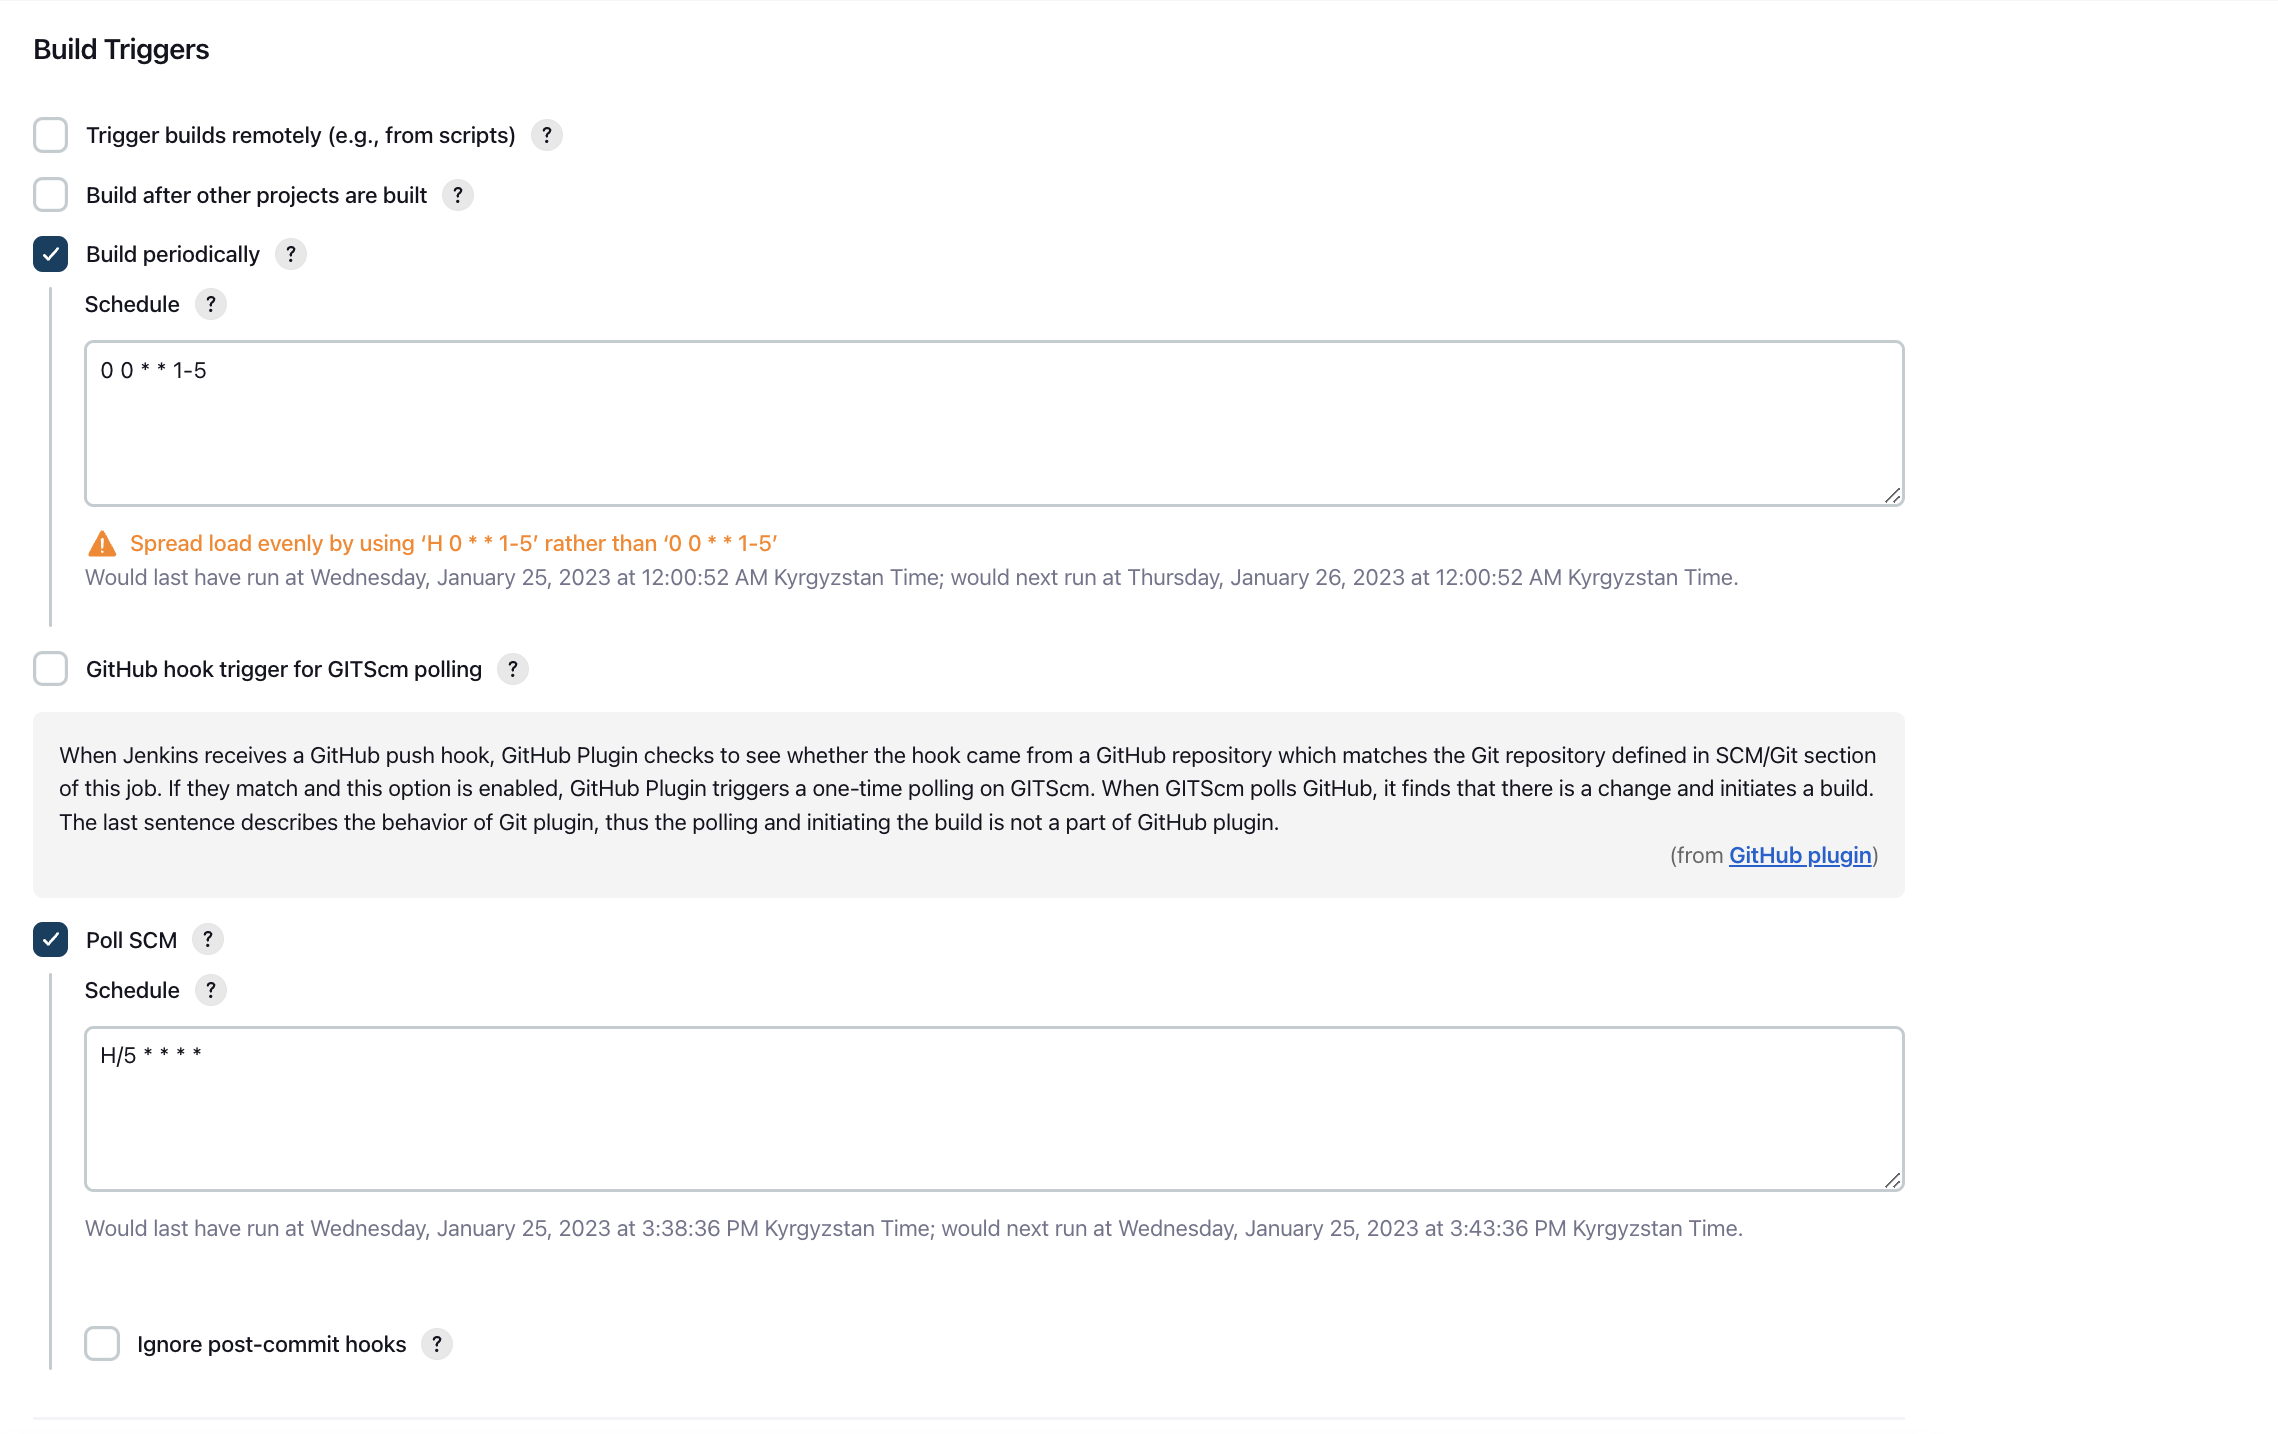 Build Triggers
Trigger builds remotely (e.g., from scripts) ?
Build after other projects are built ?
Build periodically ?
Schedule ?
0 0 * * 1-5
Spread load evenly by using ‘H 0 * * 1-5’ rather than ‘0 0 * * 1-5’
Would last have run at Wednesday, January 25, 2023 at 12:00:52 AM Kyrgyzstan Time; would next run at Thursday, January 26, 2023 at 12:00:52 AM Kyrgyzstan Time.
GitHub hook trigger for GITScm polling ?
When Jenkins receives a GitHub push hook, GitHub Plugin checks to see whether the hook came from a GitHub repository which matches the Git repository defined in SCM/Git section
of this job. If they match and this option is enabled, GitHub Plugin triggers a one-time polling on GITScm. When GITScm polls GitHub, it finds that there is a change and initiates a build.
The last sentence describes the behavior of Git plugin, thus the polling and initiating the build is not a part of GitHub plugin.
(from GitHub plugin)
Poll SCM ?
Schedule ?
H/5 * * * *
Would last have run at Wednesday, January 25, 2023 at 3:38:36 PM Kyrgyzstan Time; would next run at Wednesday, January 25, 2023 at 3:43:36 PM Kyrgyzstan Time.
Ignore post-commit hooks ?